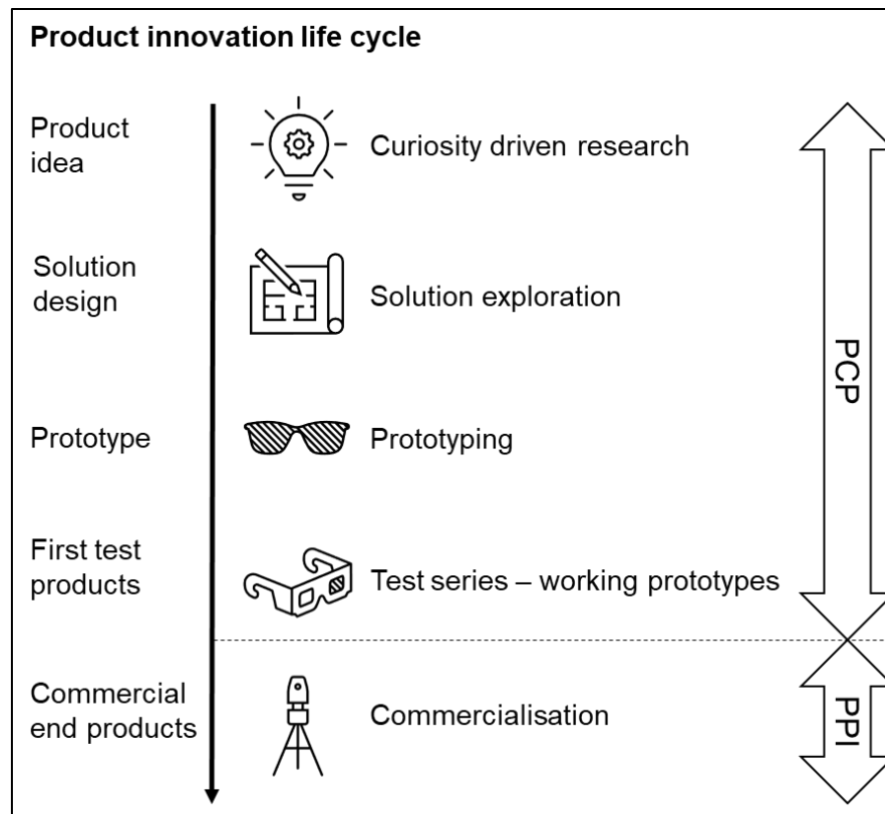 Product innovation life cycle
Product
idea
Curiosity driven research
Solution
design
Solution exploration
Prototype
Prototyping
First test
products
Test series – working prototypes
Commercial
end products
Commercialisation
PCP
PPI